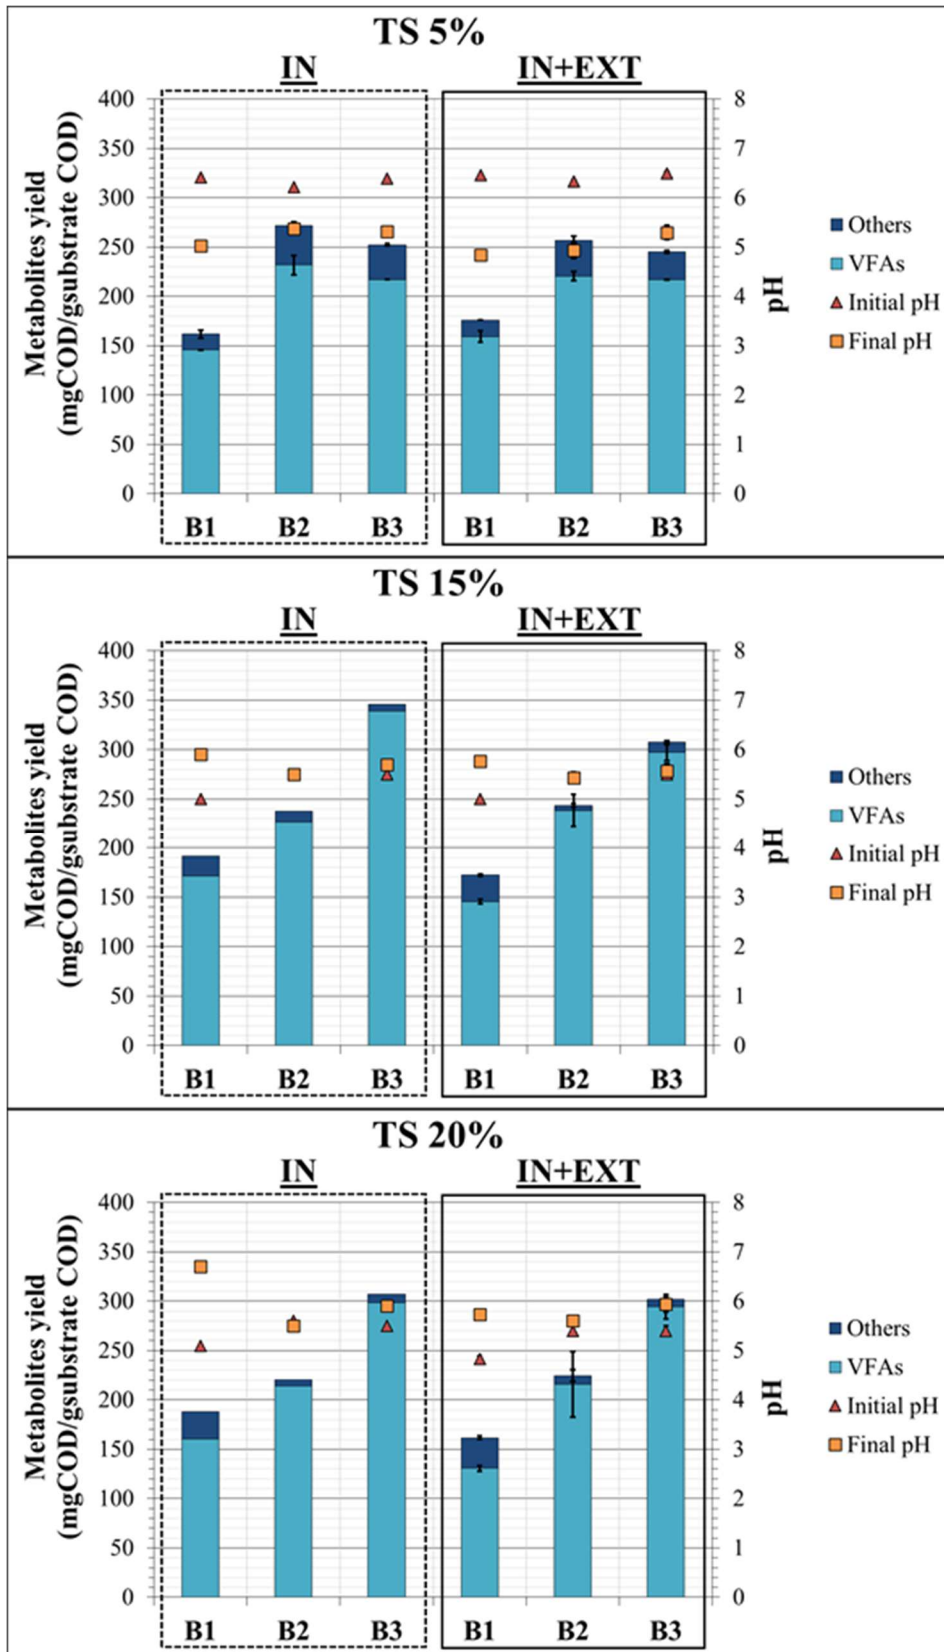 TS 5%
IN
IN+EXT
Metabolites yield
(mgCOD/gsubstrate COD)
400
350
300
250
200
150
100
50
0
8
7
6
5
4
3
2
1
0
pH
B1
B2
B3
B1
B2
B3
Others
VFAs
Initial pH
Final pH
TS 15%
IN
IN+EXT
Metabolites yield
(mgCOD/gsubstrate COD)
400
350
300
250
200
150
100
50
0
8
7
6
5
4
3
2
1
0
pH
B1
B2
B3
B1
B2
B3
Others
VFAs
Initial pH
Final pH
TS 20%
IN
IN+EXT
Metabolites yield
(mgCOD/gsubstrate COD)
400
350
300
250
200
150
100
50
0
8
7
6
5
4
3
2
1
0
pH
B1
B2
B3
B1
B2
B3
Others
VFAs
Initial pH
Final pH